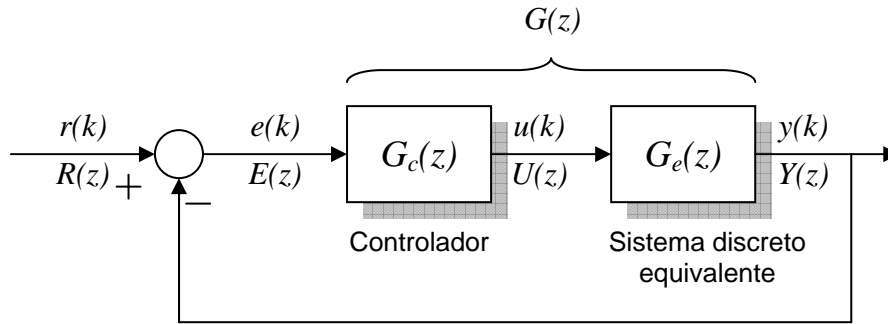 G(z)
r(k)
R(z)
+
−
e(k)
E(z)
G_c(z)
Controlador
u(k)
U(z)
G_e(z)
Sistema discreto
equivalente
y(k)
Y(z)